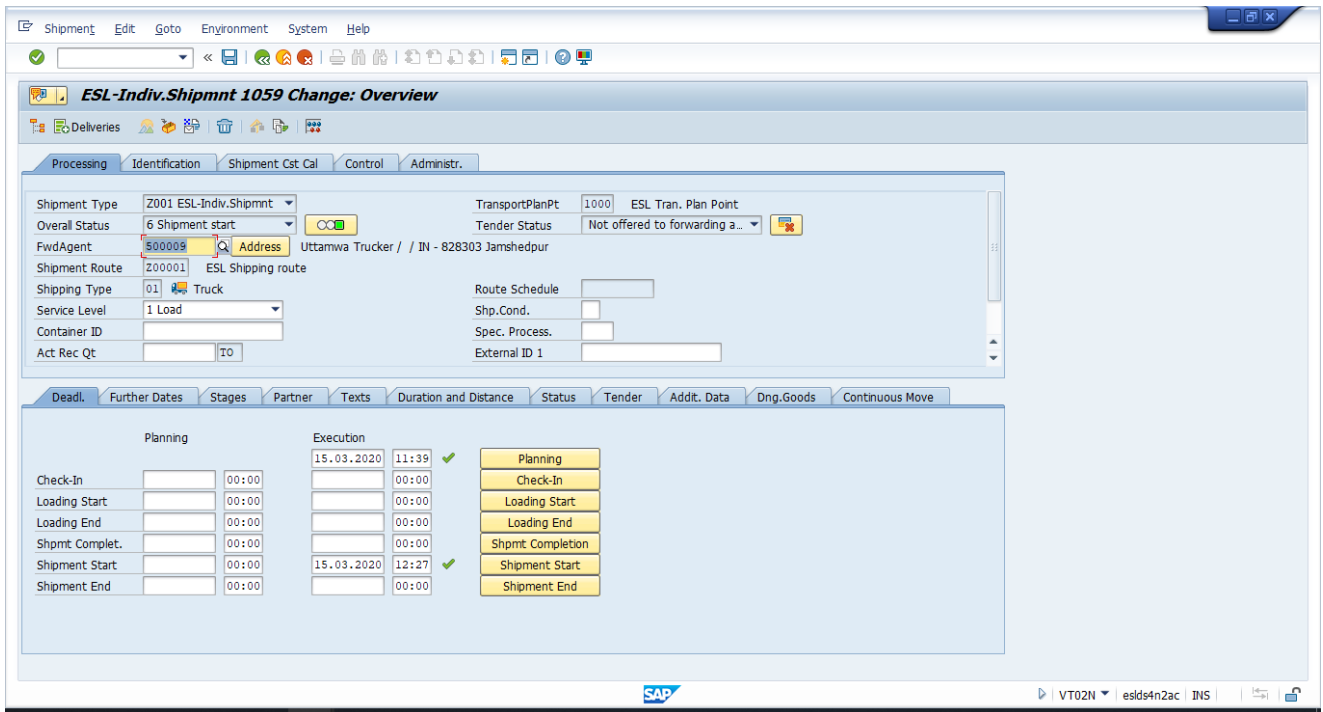 Shipment Edit Goto Environment System Help
ESL-Indiv.Shipmnt 1059 Change: Overview
Deliveries
Processing Identification Shipment Cst Cal Control Administr.
Shipment Type Z001 ESL-Indiv.Shipmnt TransportPlanPt 1000 ESL Tran. Plan Point
Overall Status 6 Shipment start Tender Status Not offered to forwarding a...
FwdAgent 500009 Address Uttamwa Trucker / / IN - 828303 Jamshedpur
Shipment Route Z00001 ESL Shipping route
Shipping Type 01 Truck Route Schedule
Service Level 1 Load Shp.Cond.
Container ID Spec. Process.
Act Rec Qt TO External ID 1
Deadl. Further Dates Stages Partner Texts Duration and Distance Status Tender Addit. Data Dng.Goods Continuous Move
Planning Execution
15.03.2020 11:39 Planning
Check-In 00:00 00:00 Check-In
Loading Start 00:00 00:00 Loading Start
Loading End 00:00 00:00 Loading End
Shpmt Complet. 00:00 00:00 Shpmt Completion
Shipment Start 00:00 15.03.2020 12:27 Shipment Start
Shipment End 00:00 00:00 Shipment End
SAP VT02N eslds4n2ac INS